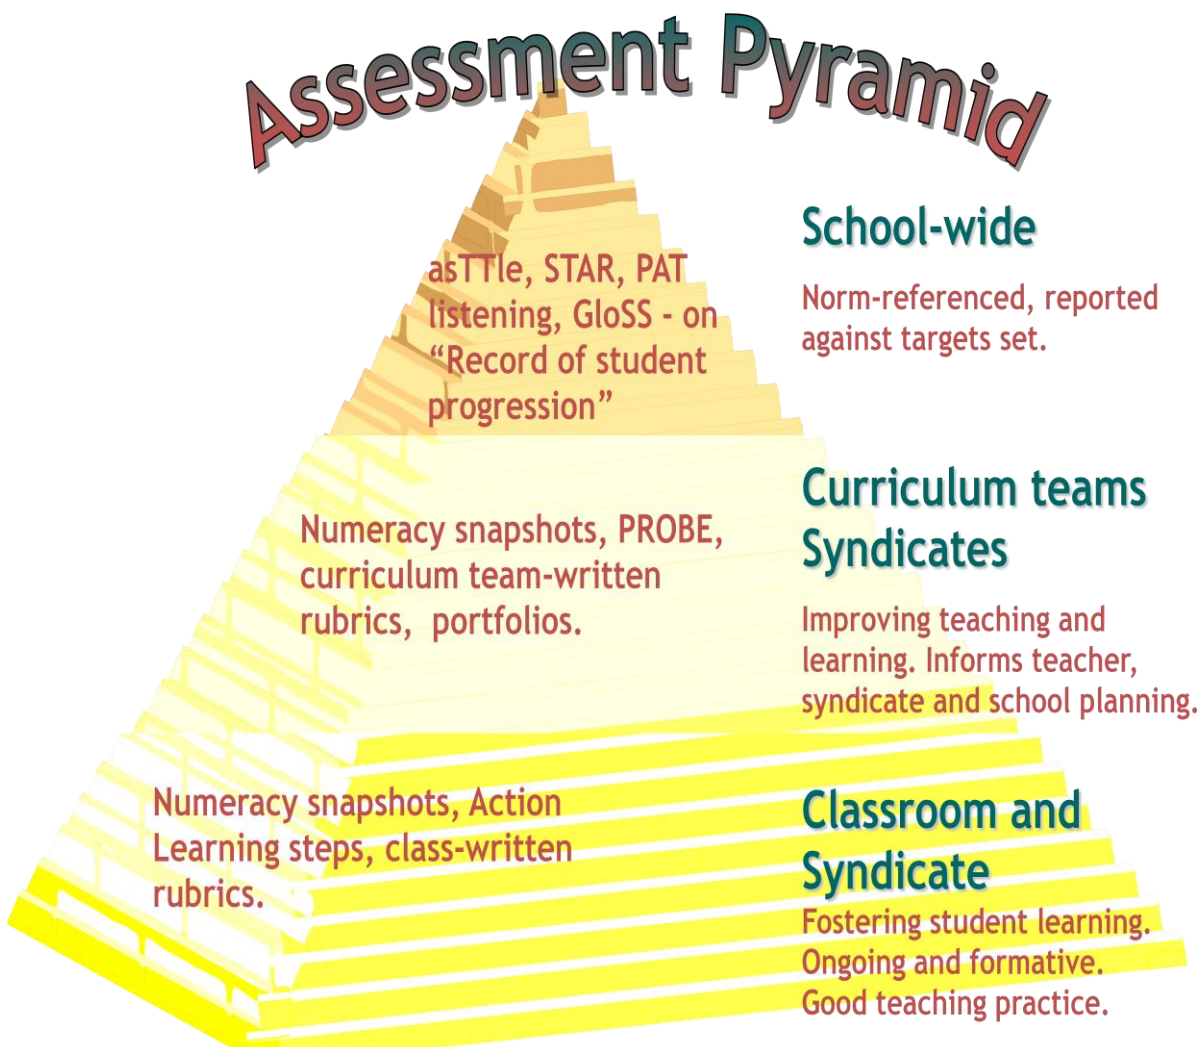 Assessment Pyramid
School-wide
asTTle, STAR, PAT
listening, GloSS - on
“Record of student
progression”
Norm-referenced, reported
against targets set.
Curriculum teams
Syndicates
Numeracy snapshots, PROBE,
curriculum team-written
rubrics, portfolios.
Improving teaching and
learning. Informs teacher,
syndicate and school planning.
Classroom and
Syndicate
Numeracy snapshots, Action
Learning steps, class-written
rubrics.
Fostering student learning.
Ongoing and formative.
Good teaching practice.